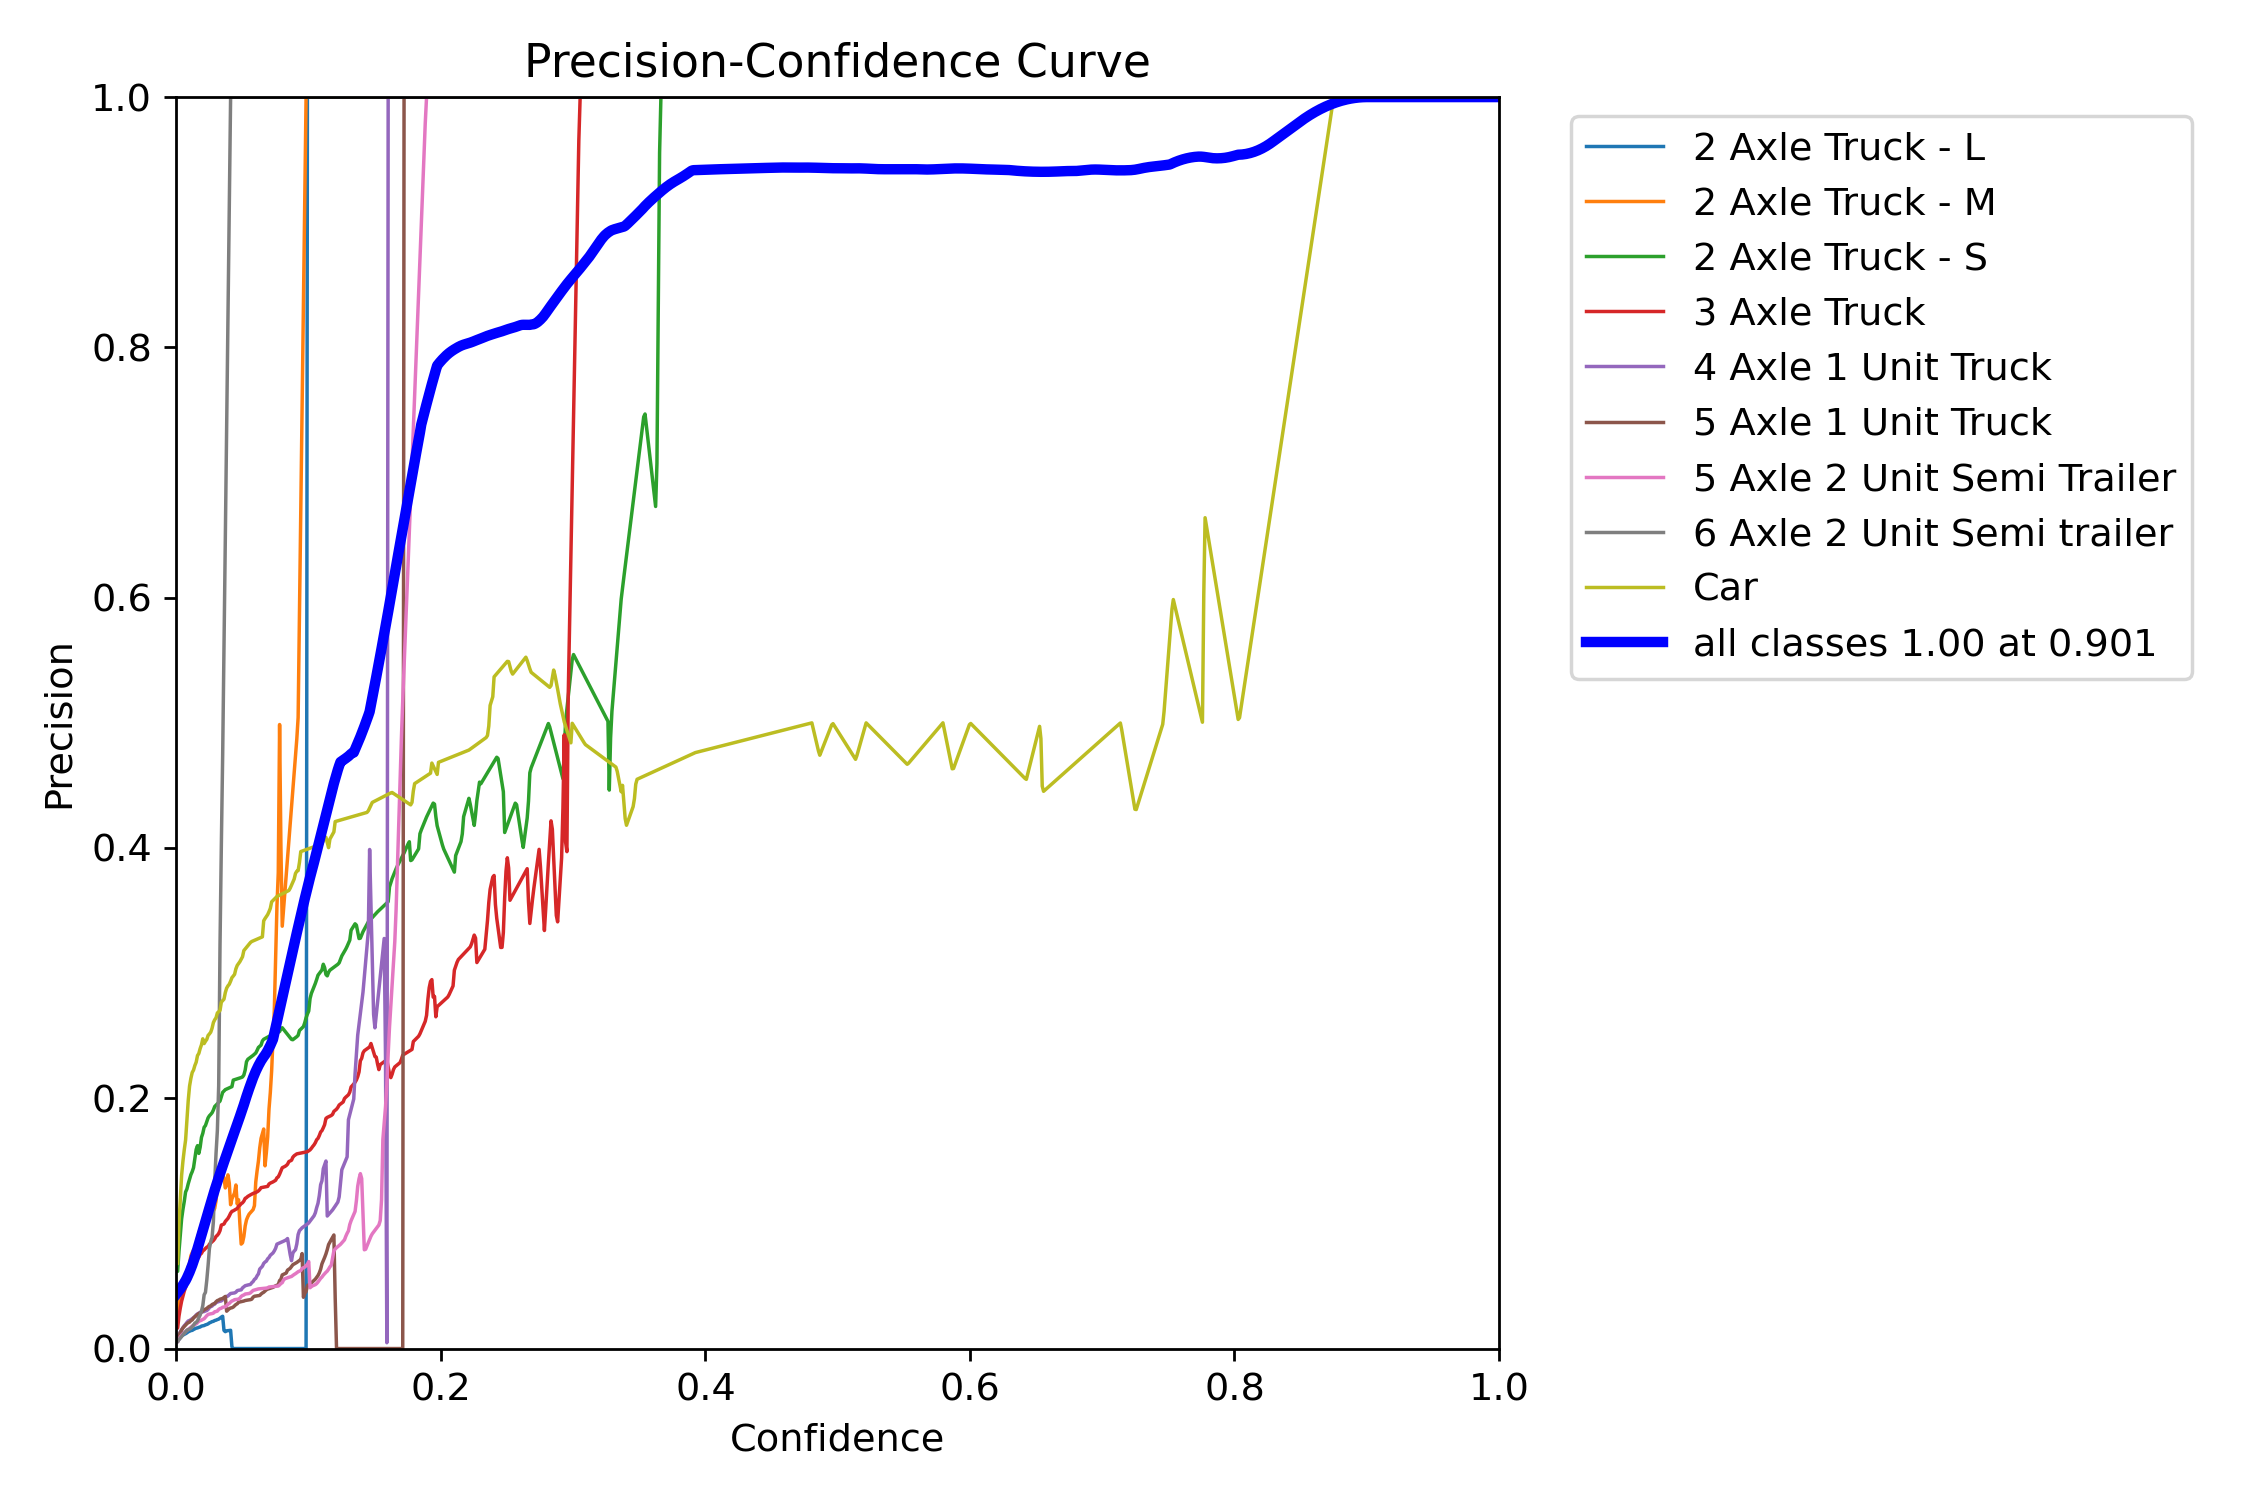 Precision-Confidence Curve
1.0
0.8
0.6
0.4
0.2
0.0
Precision
0.0 0.2 0.4 0.6 0.8 1.0
Confidence
2 Axle Truck - L
2 Axle Truck - M
2 Axle Truck - S
3 Axle Truck
4 Axle 1 Unit Truck
5 Axle 1 Unit Truck
5 Axle 2 Unit Semi Trailer
6 Axle 2 Unit Semi trailer
Car
all classes 1.00 at 0.901